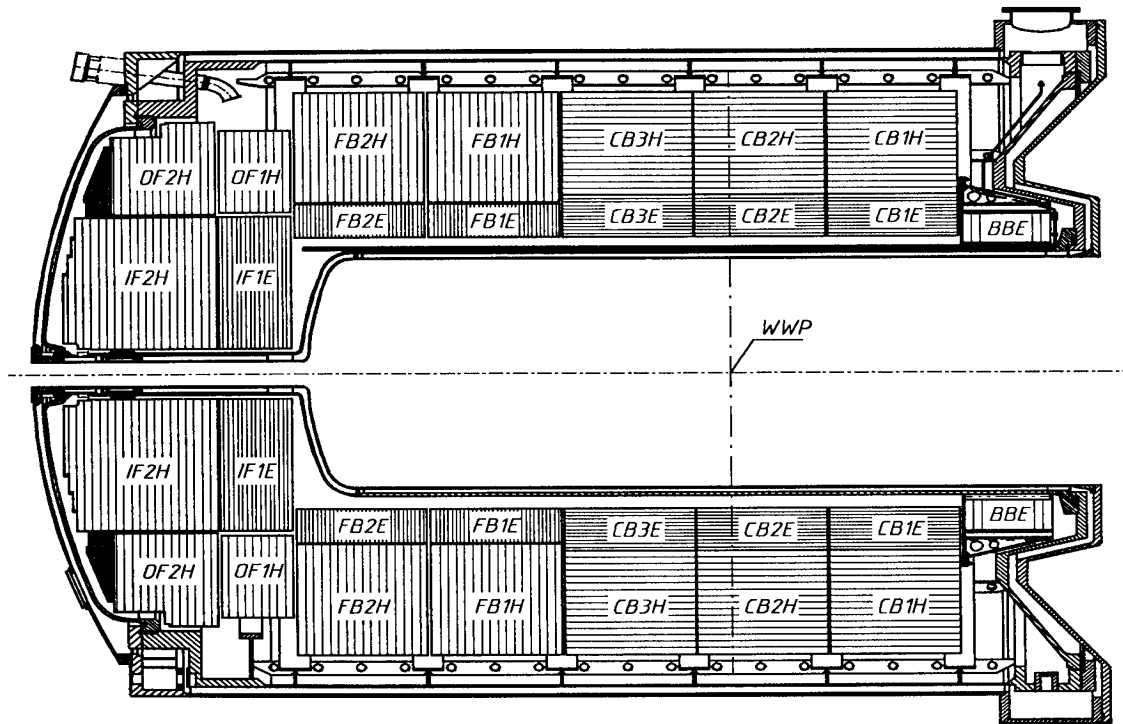 FB2H FB1H CB3H CB2H CB1H
OF2H OF1H
FB2E FB1E CB3E CB2E CB1E
BBE
IF2H IF1E
WWP
IF2H IF1E
BBE
FB2E FB1E CB3E CB2E CB1E
OF2H OF1H
FB2H FB1H CB3H CB2H CB1H